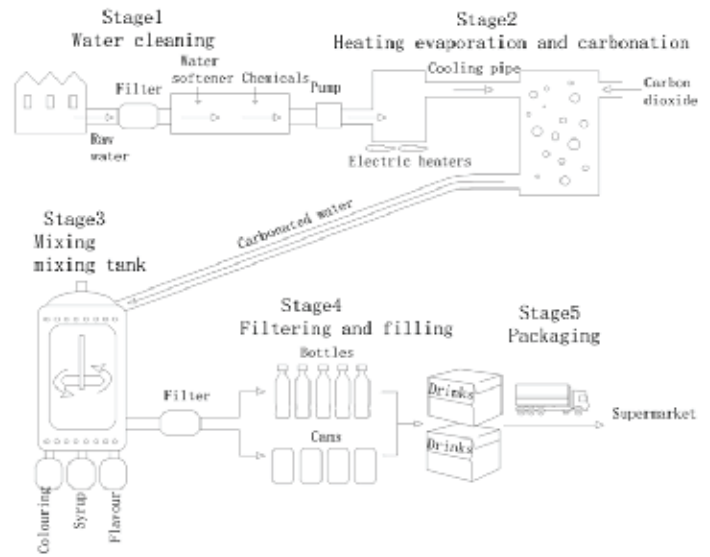 Stage1
Water cleaning
Stage2
Heating evaporation and carbonation
Water
softener
Chemicals
Filter
Pump
Cooling pipe
Carbon
dioxide
Raw
water
Electric heaters
Carbonated water
Stage3
Mixing
mixing tank
Stage4
Filtering and filling
Bottles
Stage5
Packaging
Filter
Drinks
Supermarket
Cams
Drinks
Colouring
Syrup
Flavour